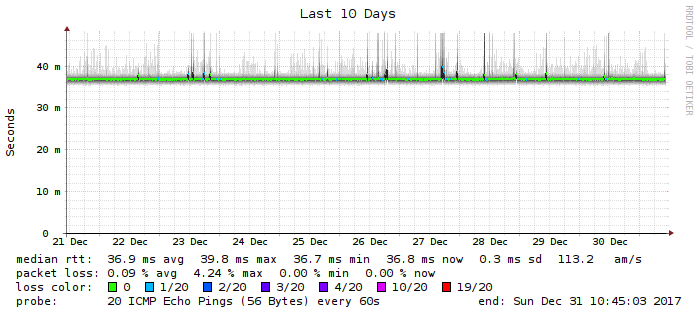 Last 10 Days
RRDTOOL / TOBI OETIKER
Seconds
40 m
30 m
20 m
10 m
0
21 Dec 22 Dec 23 Dec 24 Dec 25 Dec 26 Dec 27 Dec 28 Dec 29 Dec 30 Dec
median rtt: 36.9 ms avg 39.8 ms max 36.7 ms min 36.8 ms now 0.3 ms sd 113.2 am/s
packet loss: 0.09 % avg 4.24 % max 0.00 % min 0.00 % now
loss color: 0 1/20 2/20 3/20 4/20 10/20 19/20
probe: 20 ICMP Echo Pings (56 Bytes) every 60s end: Sun Dec 31 10:45:03 2017